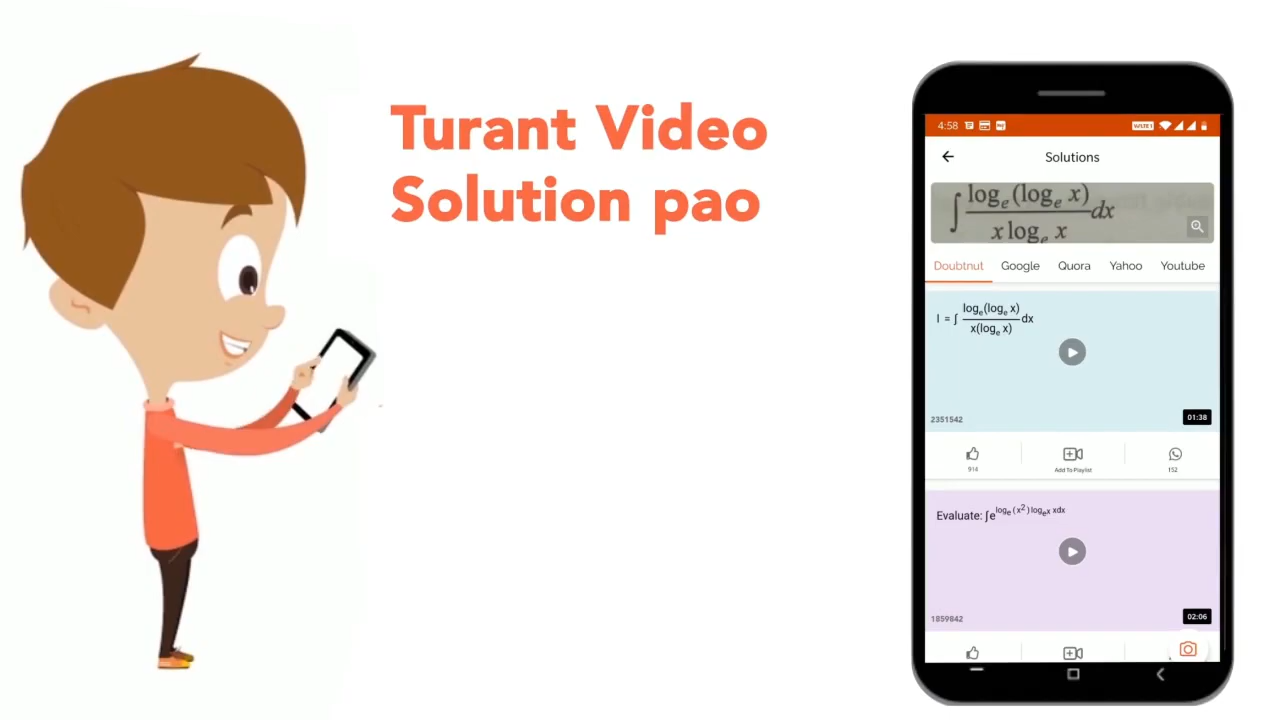 Turant Video
Solution pao
4:58
Solutions
∫ logₑ(logₑ x) / x logₑ x dx
Doubtnut Google Quora Yahoo Youtube
I = ∫ logₑ(logₑ x) / x(logₑ x) dx
2351542 01:38
914 Add To Playlist 152
Evaluate: ∫e^logₑ(x²)logₑx xdx
1859842 02:06